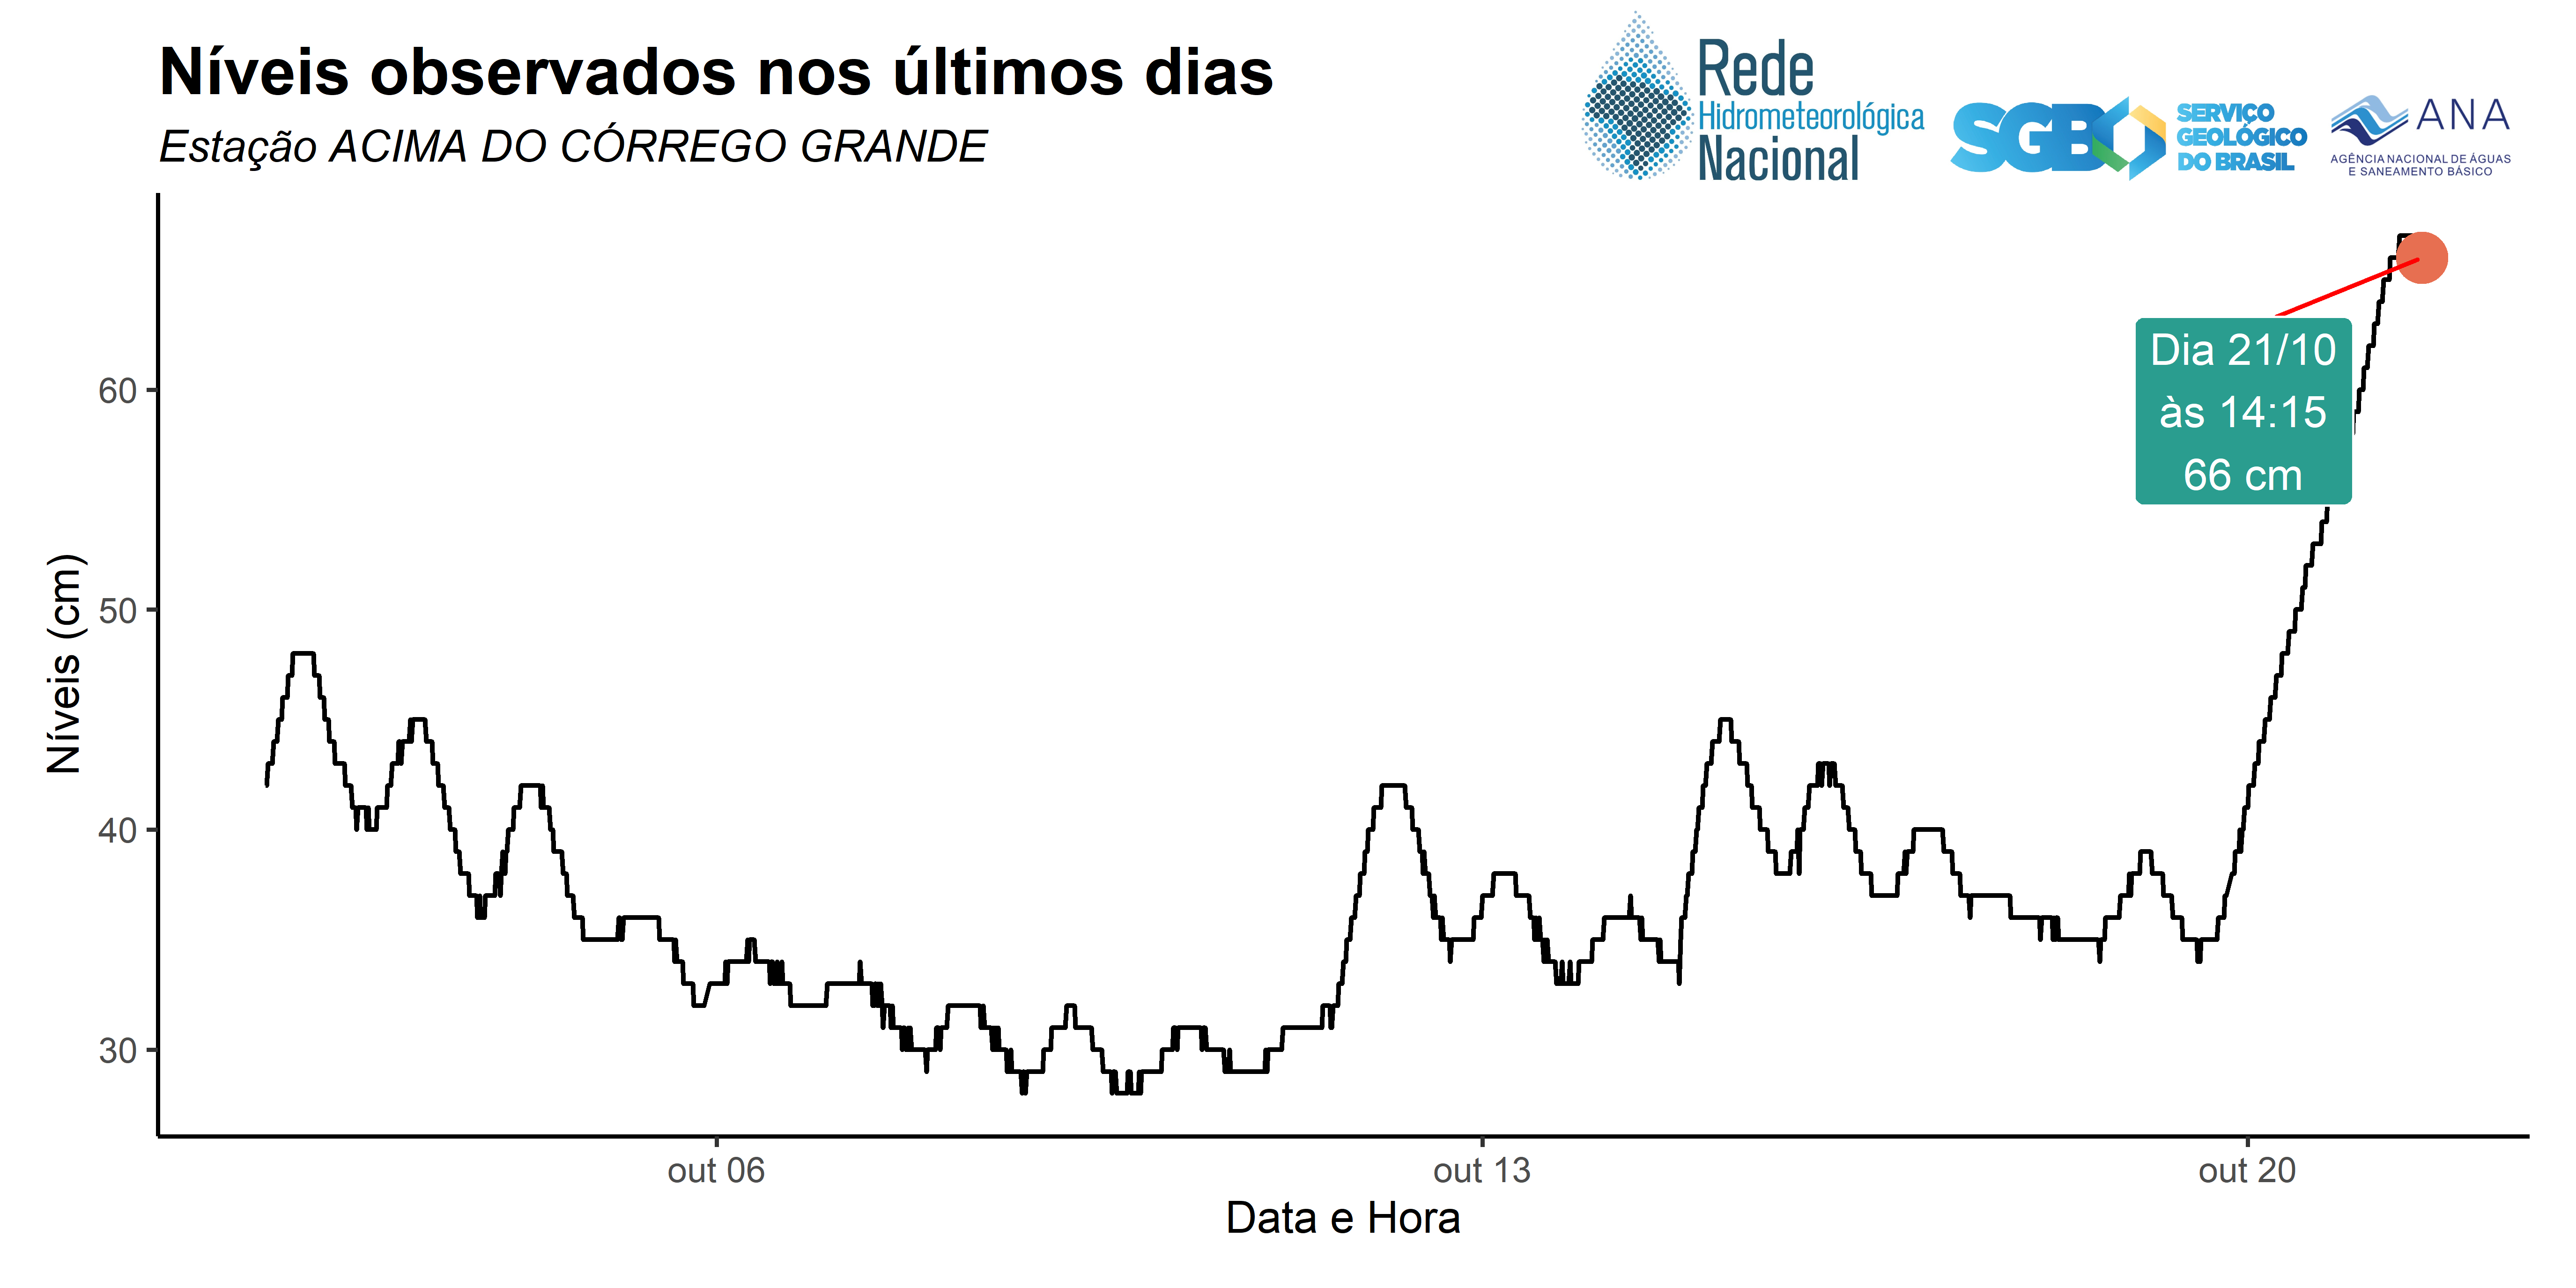 Níveis observados nos últimos dias
Estação ACIMA DO CÓRREGO GRANDE
Rede
Hidrometeorológica
Nacional
SGB
SERVIÇO
GEOLÓGICO
DO BRASIL
ANA
AGÊNCIA NACIONAL DE ÁGUAS
E SANEAMENTO BÁSICO
Dia 21/10
às 14:15
66 cm
Níveis (cm)
60
50
40
30
out 06
out 13
out 20
Data e Hora